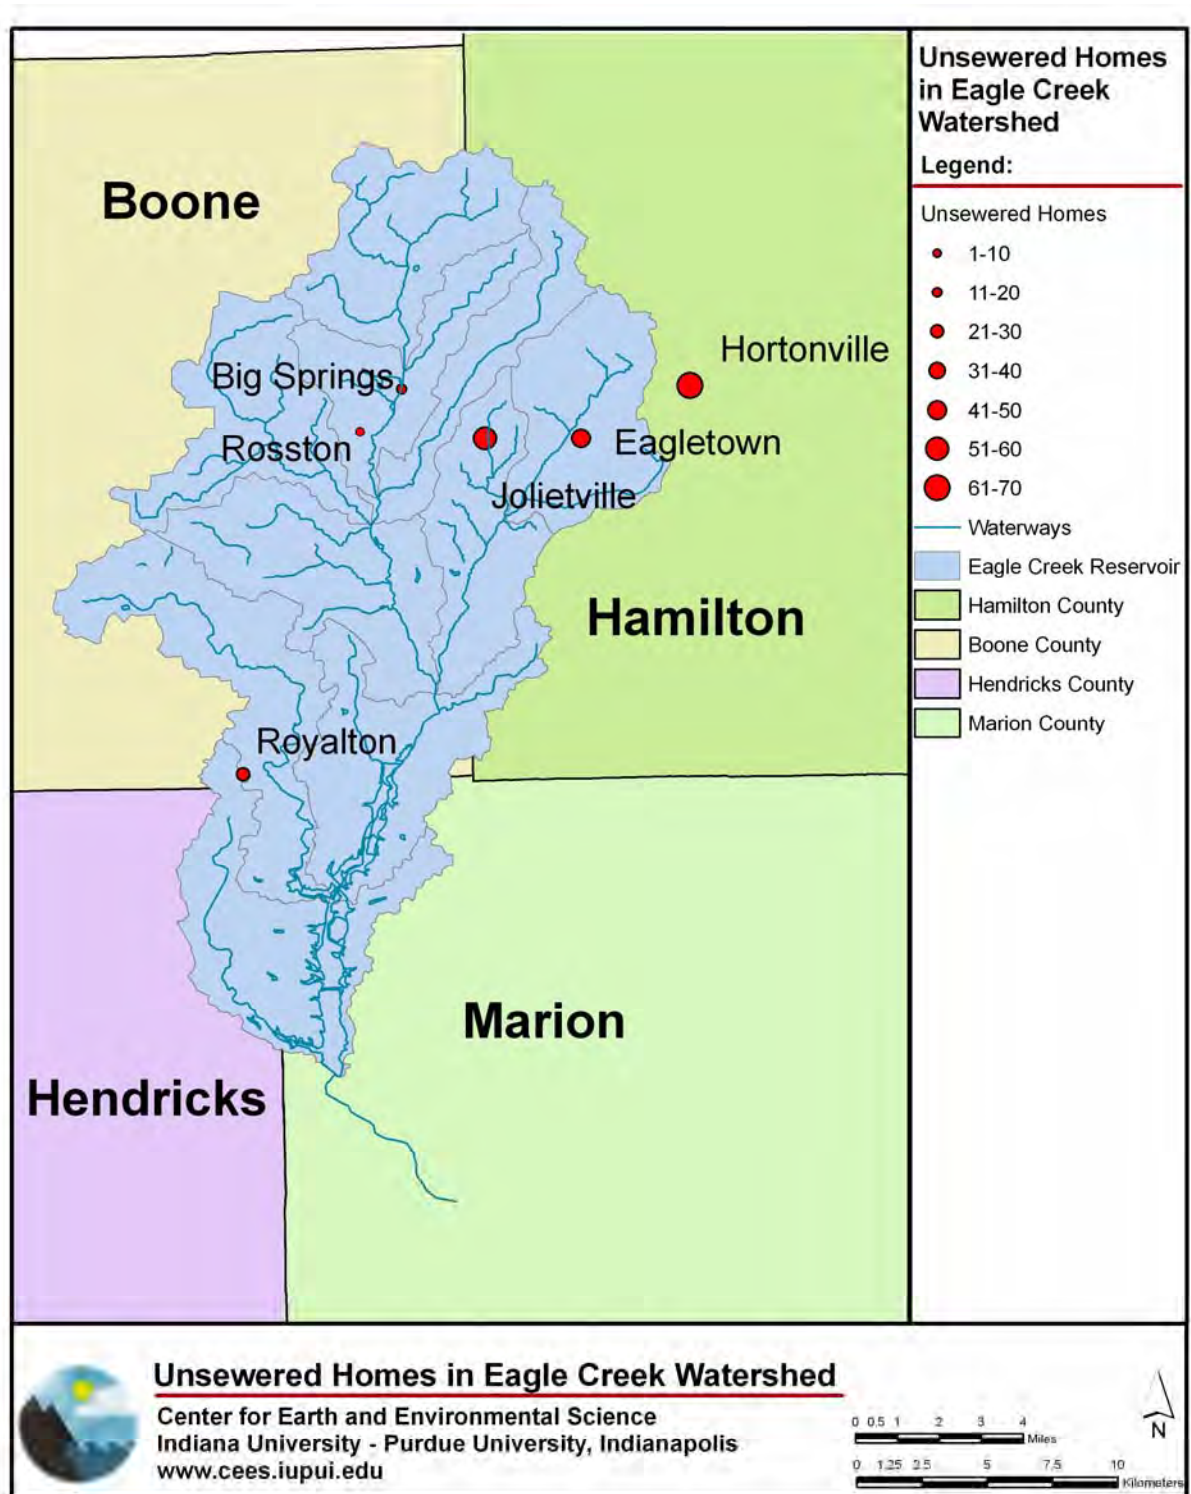 Unsewered Homes
in Eagle Creek
Watershed
Legend:
Unsewered Homes
1-10
11-20
21-30
31-40
41-50
51-60
61-70
Waterways
Eagle Creek Reservoir
Hamilton County
Boone County
Hendricks County
Marion County
Boone
Hortonville
Big Springs
Rosston
Eagletown
Jolietville
Hamilton
Royalton
Marion
Hendricks
Unsewered Homes in Eagle Creek Watershed
Center for Earth and Environmental Science
Indiana University - Purdue University, Indianapolis
www.cees.iupui.edu
0 0.5 1 2 3 4
Miles
0 1.25 2.5 5 7.5 10
Kilometers
N